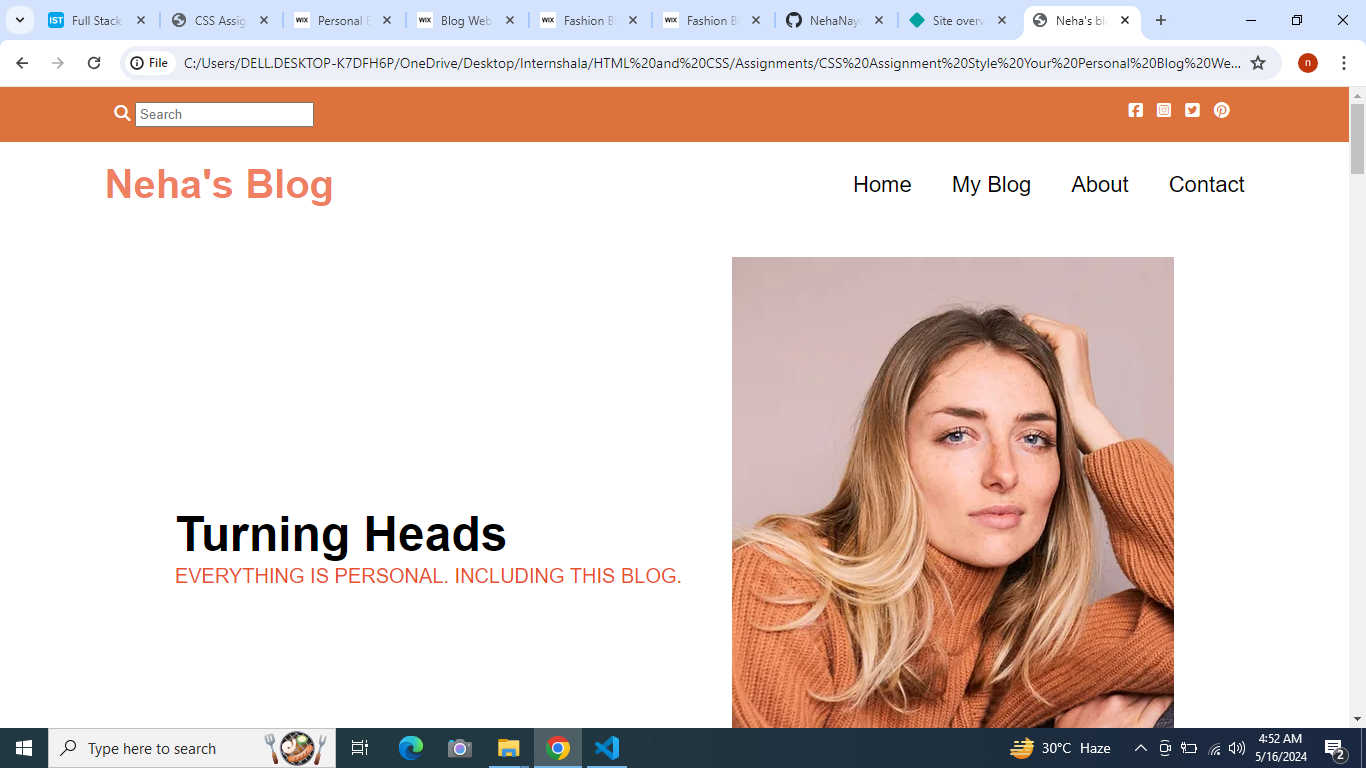 IST Full Stack
CSS Assig
WIX Personal B
WIX Blog Web
WIX Fashion B
WIX Fashion B
NehaNaya
Site overv
Neha's blo
File C:/Users/DELL.DESKTOP-K7DFH6P/OneDrive/Desktop/Internshala/HTML%20and%20CSS/Assignments/CSS%20Assignment%20Style%20Your%20Personal%20Blog%20We... n
Search
Neha's Blog Home My Blog About Contact
Turning Heads
EVERYTHING IS PERSONAL. INCLUDING THIS BLOG.
Type here to search 30°C Haze 4:52 AM
5/16/2024 2